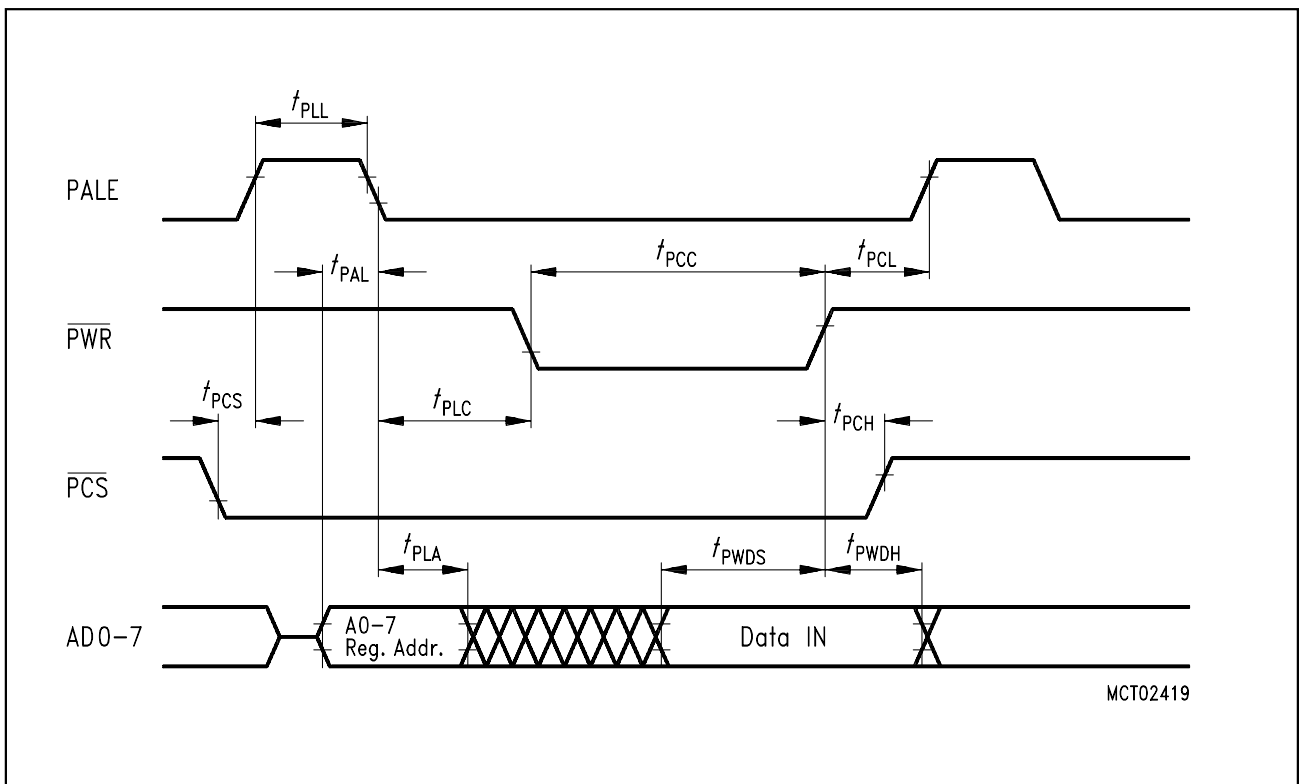 tPLL
PALE
tPAL
tPCC
tPCL
PWR
tPCS
tPLC
tPCH
PCS
tPLA
tPWDS
tPWDH
AD0-7
A0-7
Reg. Addr.
Data IN
MCT02419